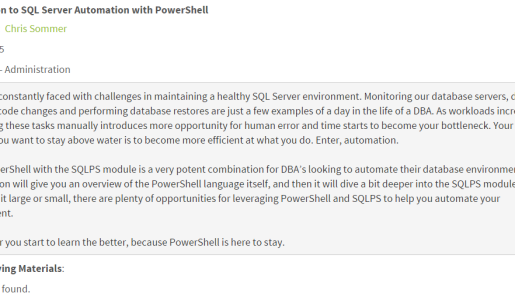 n to SQL Server Automation with PowerShell
Chris Sommer
5
- Administration
constantly faced with challenges in maintaining a healthy SQL Server environment. Monitoring our database servers, d
code changes and performing database restores are just a few examples of a day in the life of a DBA. As workloads incre
g these tasks manually introduces more opportunity for human error and time starts to become your bottleneck. Your
ou want to stay above water is to become more efficient at what you do. Enter, automation.
erShell with the SQLPS module is a very potent combination for DBA's looking to automate their database environmen
on will give you an overview of the PowerShell language itself, and then it will dive a bit deeper into the SQLPS module
it large or small, there are plenty of opportunities for leveraging PowerShell and SQLPS to help you automate your
ent.
r you start to learn the better, because PowerShell is here to stay.
ying Materials:
found.